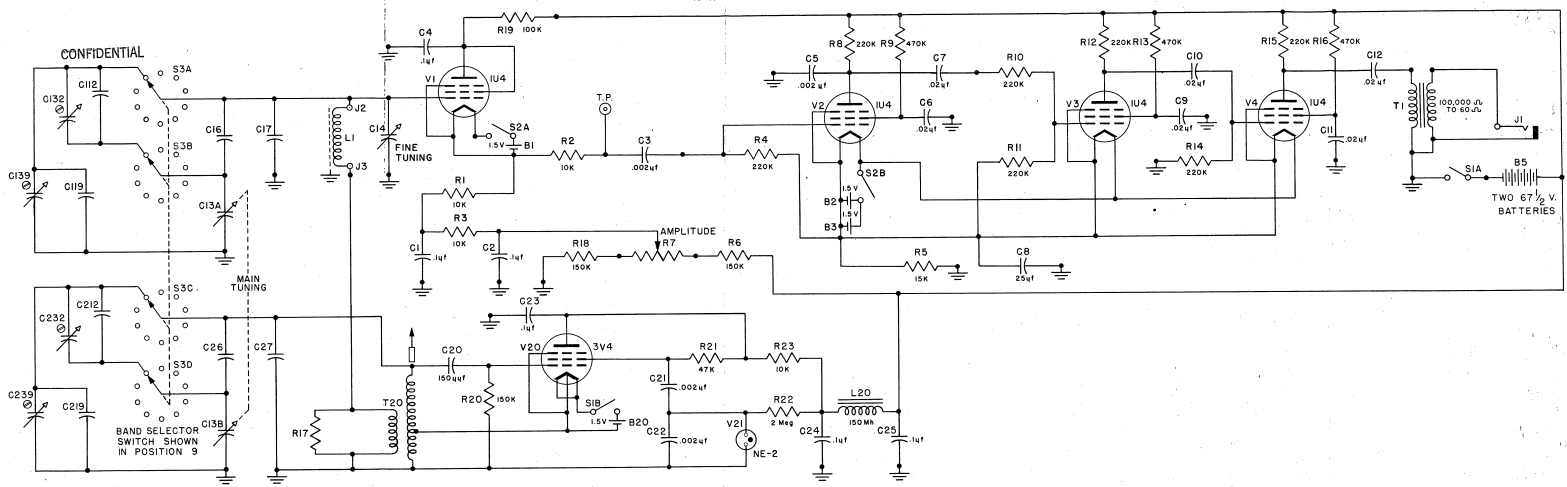 CONFIDENTIAL
S3A
C112
C132
C16
C17
S3B
C139
C119
C13A
MAIN
TUNING
S3C
C212
C232
C26
C27
S3D
C239
C219
C13B
BAND SELECTOR
SWITCH SHOWN
IN POSITION 9
J2
L1
J3
C14
FINE
TUNING
C4
.1µf
R19
100K
V1
1U4
S2A
1.5V
B1
R2
10K
T.P.
C3
.002µf
R4
220K
R1
10K
R3
10K
C1
.1µf
C2
.1µf
AMPLITUDE
R18
150K
R7
R6
150K
R8
220K
R9
470K
C5
.002µf
C7
.02µf
R10
220K
V2
1U4
C6
.02µf
S2B
1.5V
B2
1.5V
B3
R5
15K
C8
25µf
R11
220K
R12
220K
R13
470K
C10
.02µf
V3
1U4
C9
.02µf
R14
220K
R15
220K
R16
470K
C12
.02µf
V4
1U4
C11
.02µf
T1
100,000 Ω
TO 60 Ω
J1
S1A
B5
TWO 67 1/2 V.
BATTERIES
C23
.1µf
V20
3V4
C20
150µµf
R20
150K
T20
R17
S1B
1.5V
B20
R21
47K
R23
10K
C21
.002µf
C22
.002µf
V21
NE-2
R22
2 Meg
L20
150Mh
C24
.1µf
C25
.1µf